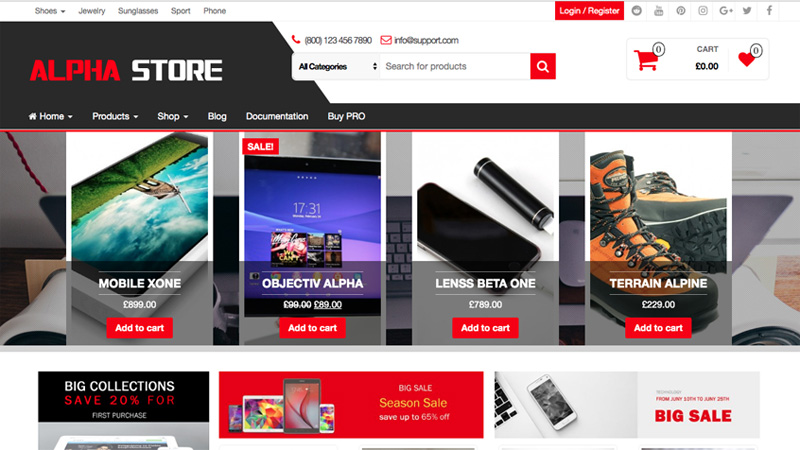 Shoes Jewelry Sunglasses Sport Phone
Login / Register
(800) 123 456 7890 info@support.com
ALPHA STORE
All Categories Search for products
CART
£0.00
0
0
Home Products Shop Blog Documentation Buy PRO
MOBILE XONE
£899.00
Add to cart
SALE!
17:31
OBJECTIV ALPHA
£99.00 £89.00
Add to cart
LENSS BETA ONE
£789.00
Add to cart
TERRAIN ALPINE
£229.00
Add to cart
BIG COLLECTIONS
SAVE 20% FOR
FIRST PURCHASE
BIG SALE
Season Sale
save up to 65% off
TECHNOLOGY
FROM JUNY 10TH TO JUNY 25TH
BIG SALE